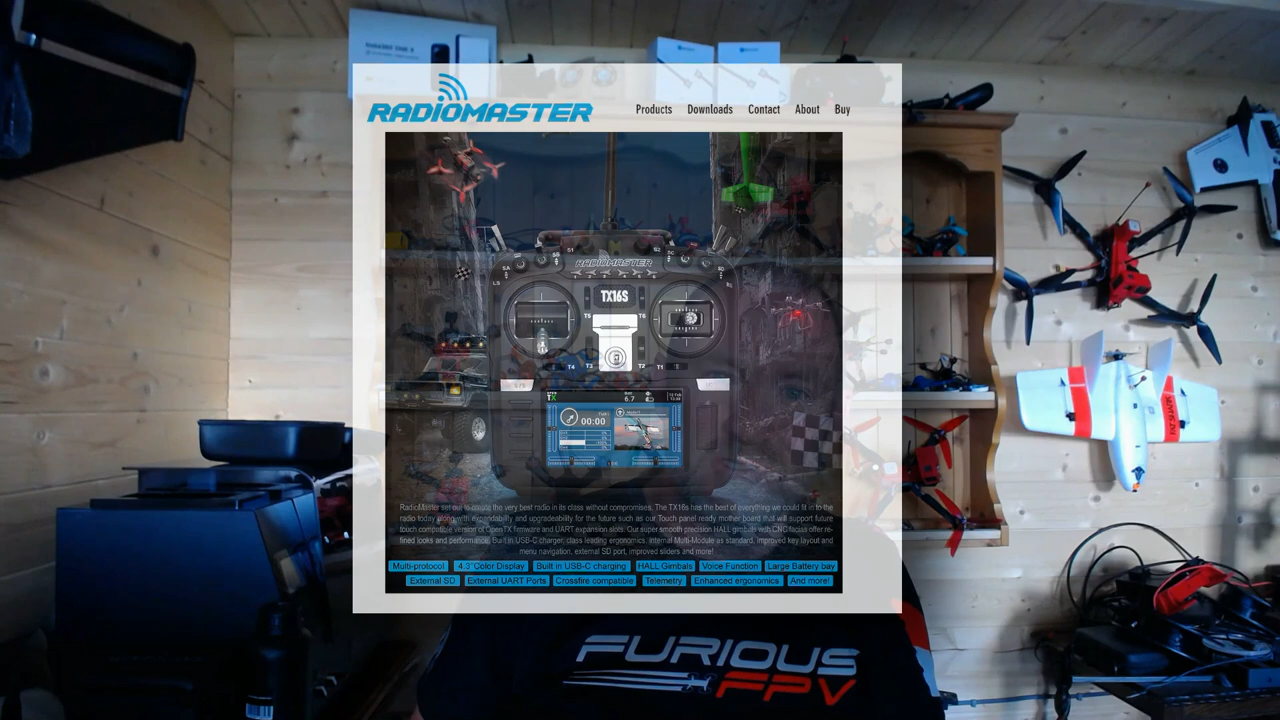 RADIOMASTER
Products Downloads Contact About Buy
RADIOMASTER
TX16S
T5 T6
T4 T3 T2 T1
00:00
RadioMaster set out to create the very best radio in its class without compromises. The TX16s has the best of everything we could fit in to the
radio today along with expandability and upgradeability for the future such as our Touch panel ready mother board that will support future
touch compatible version of OpenTX firmware and UART expansion slots. Our super smooth precision HALL gimbals with CNC facias offer re-
fined looks and performance. Built in USB-C charger, class leading ergonomics. Internal Multi-Module as standard. Improved key layout and
menu navigation, external SD port, improved sliders and more!
Multi-protocol 4.3"Color Display Built in USB-C charging HALL Gimbals Voice Function Large Battery bay
External SD External UART Ports Crossfire compatible Telemetry Enhanced ergonomics And more!
FURIOUS
FPV